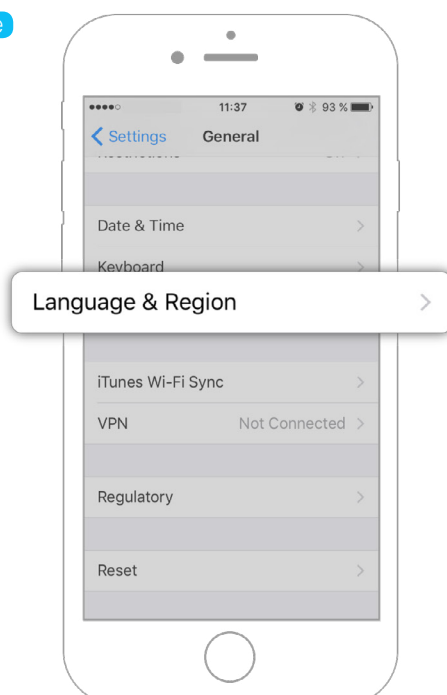 11:37 93 %
Settings General
Date & Time
Keyboard
Language & Region
iTunes Wi-Fi Sync
VPN Not Connected
Regulatory
Reset